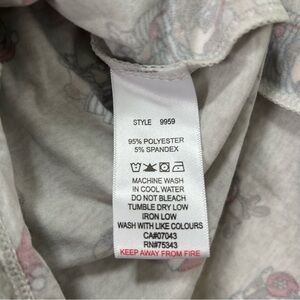 STYLE 9959
95% POLYESTER
5% SPANDEX
MACHINE WASH
IN COOL WATER
DO NOT BLEACH
TUMBLE DRY LOW
IRON LOW
WASH WITH LIKE COLOURS
CA#07043
RN#75343
KEEP AWAY FROM FIRE